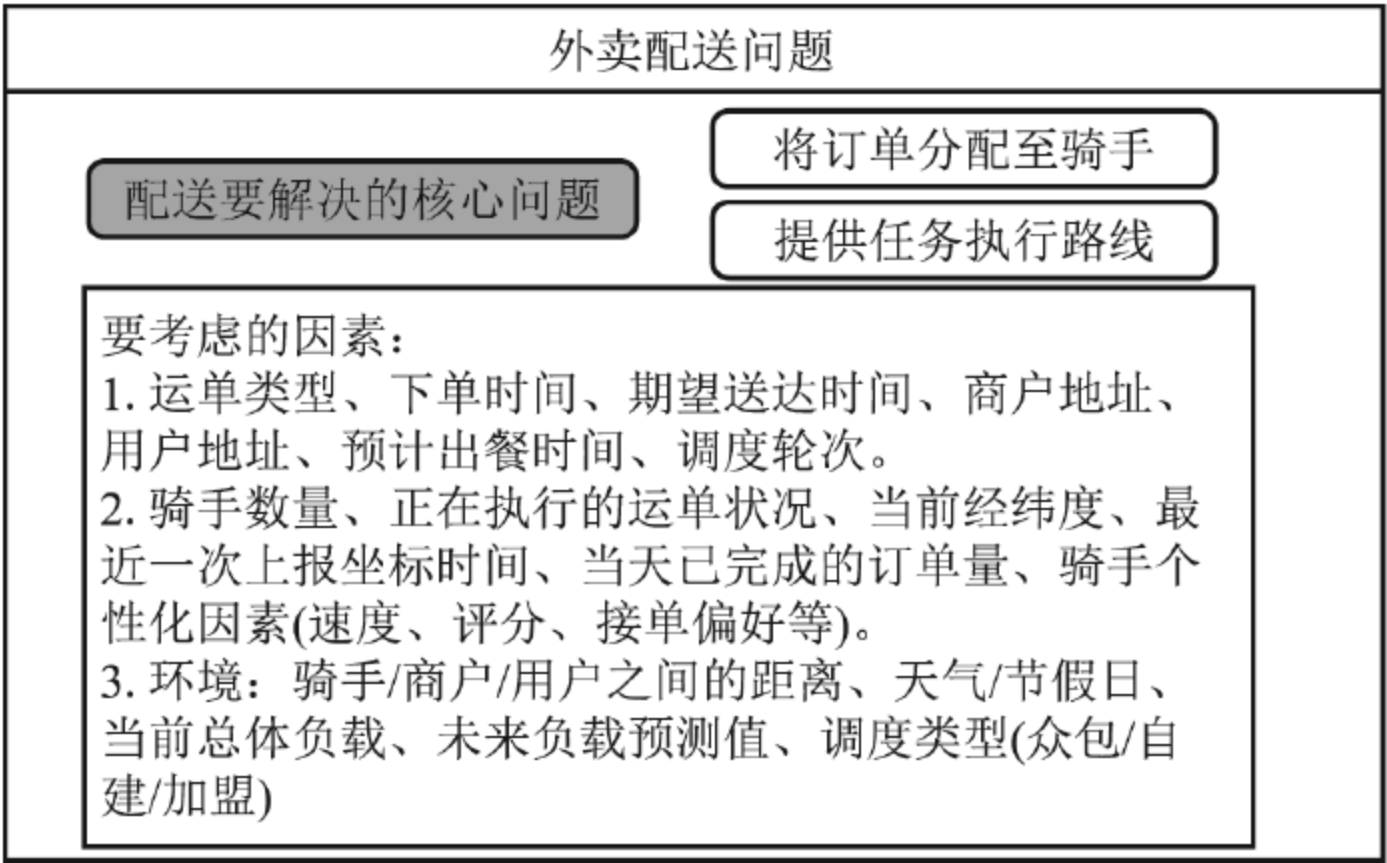 外卖配送问题
配送要解决的核心问题
将订单分配至骑手
提供任务执行路线
要考虑的因素：
1. 运单类型、下单时间、期望送达时间、商户地址、
用户地址、预计出餐时间、调度轮次。
2. 骑手数量、正在执行的运单状况、当前经纬度、最
近一次上报坐标时间、当天已完成的订单量、骑手个
性化因素(速度、评分、接单偏好等)。
3. 环境：骑手/商户/用户之间的距离、天气/节假日、
当前总体负载、未来负载预测值、调度类型(众包/自
建/加盟)